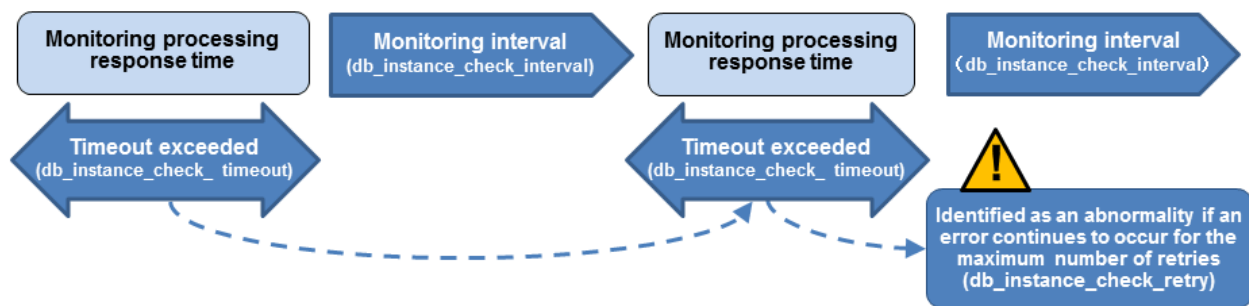 Monitoring processing
response time
Monitoring interval
(db_instance_check_interval)
Monitoring processing
response time
Monitoring interval
（db_instance_check_interval）
Timeout exceeded
(db_instance_check_ timeout)
Timeout exceeded
(db_instance_check_ timeout)
!
Identified as an abnormality if an
error continues to occur for the
maximum number of retries
(db_instance_check_retry)